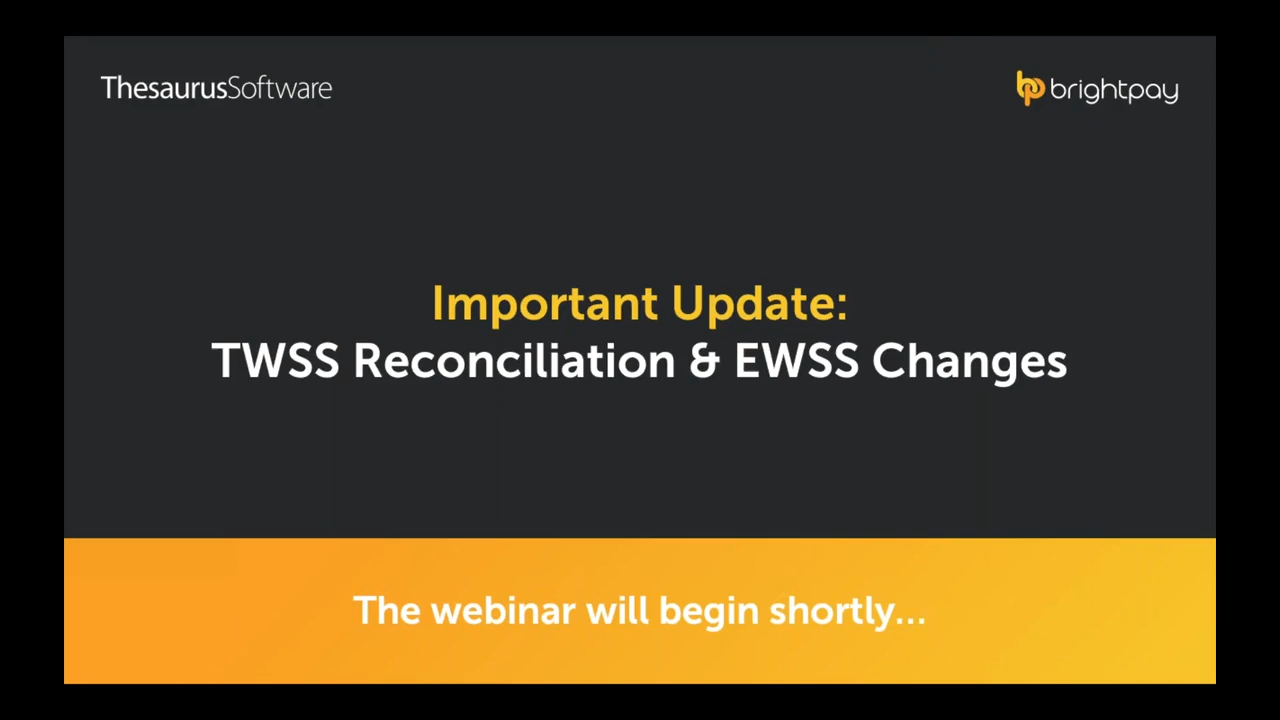 ThesaurusSoftware
brightpay
Important Update:
TWSS Reconciliation & EWSS Changes
The webinar will begin shortly...